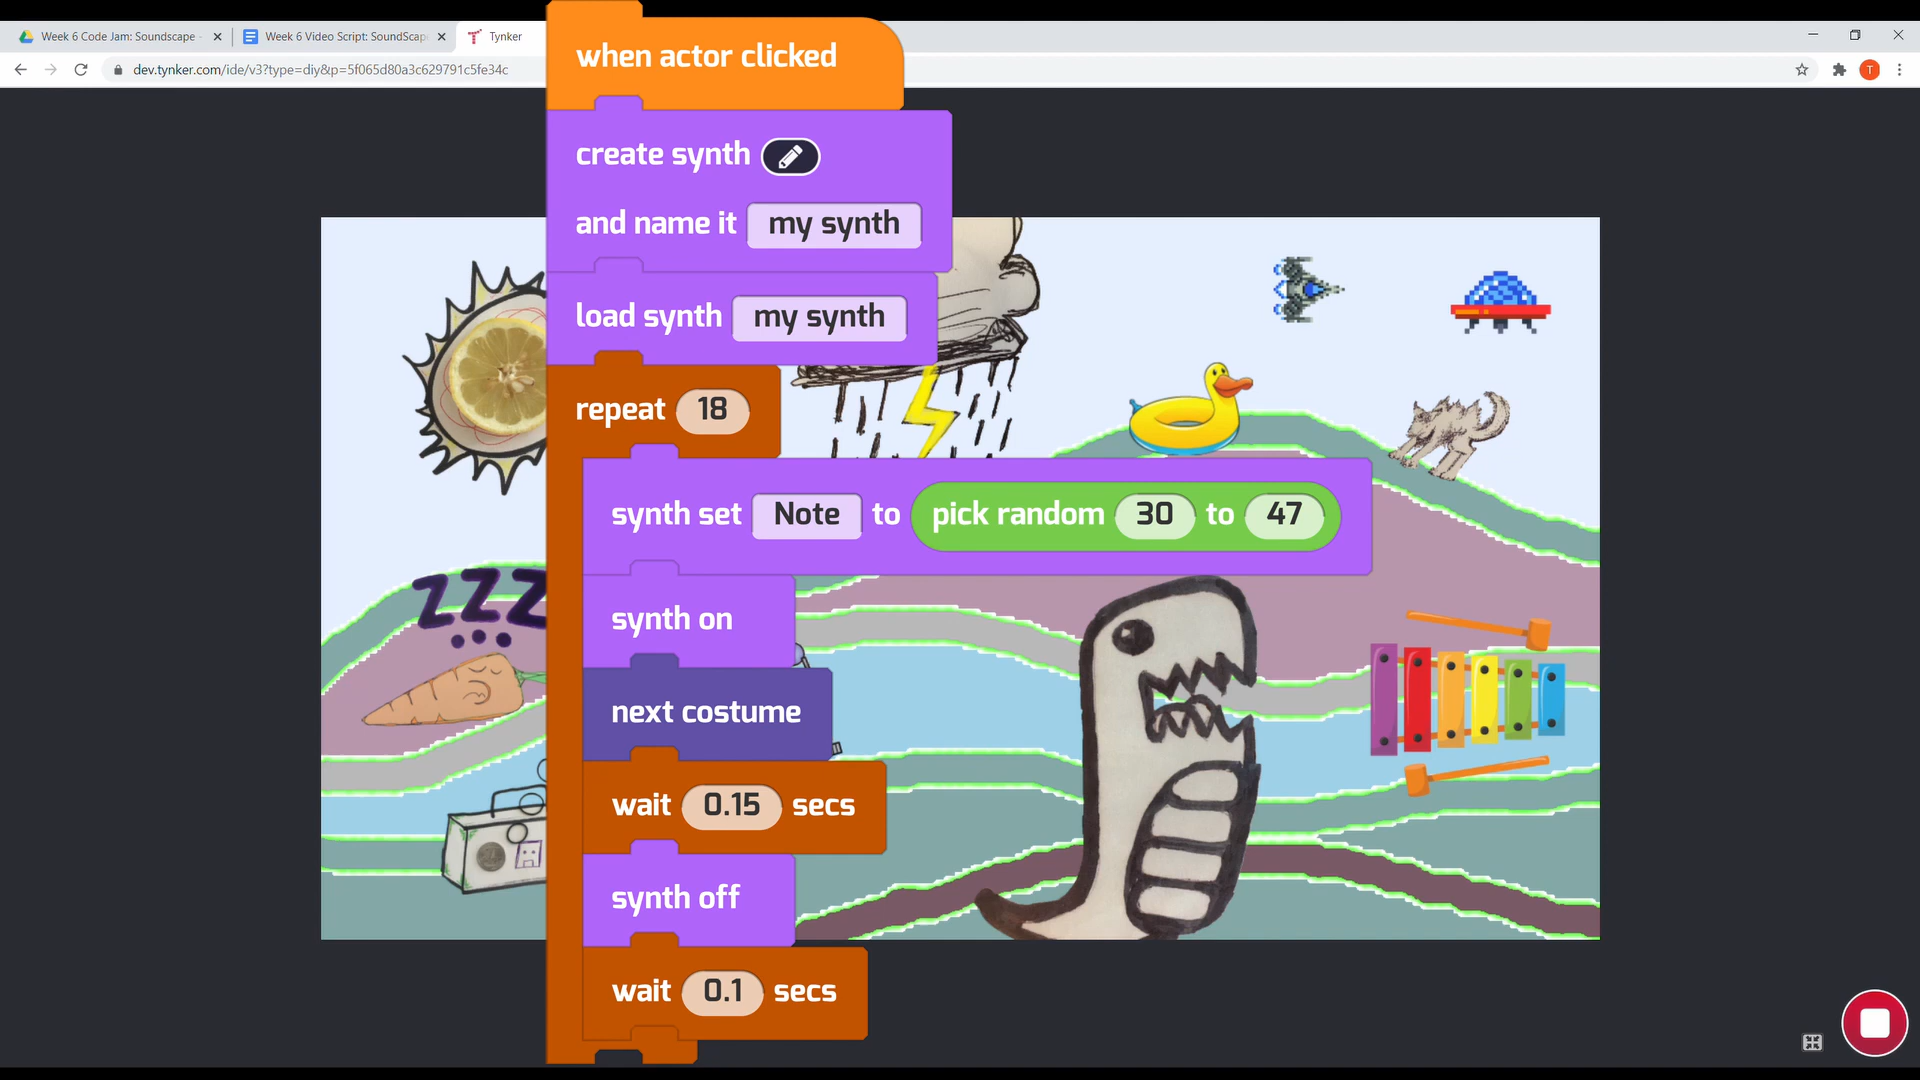 Week 6 Code Jam: Soundscape -
Week 6 Video Script: SoundScap
Tynker
dev.tynker.com/ide/v3?type=diy&p=5f065d80a3c629791c5fe34c
T
when actor clicked
create synth
and name it my synth
load synth my synth
repeat 18
synth set Note to pick random 30 to 47
synth on
ZZZ
next costume
wait 0.15 secs
synth off
wait 0.1 secs